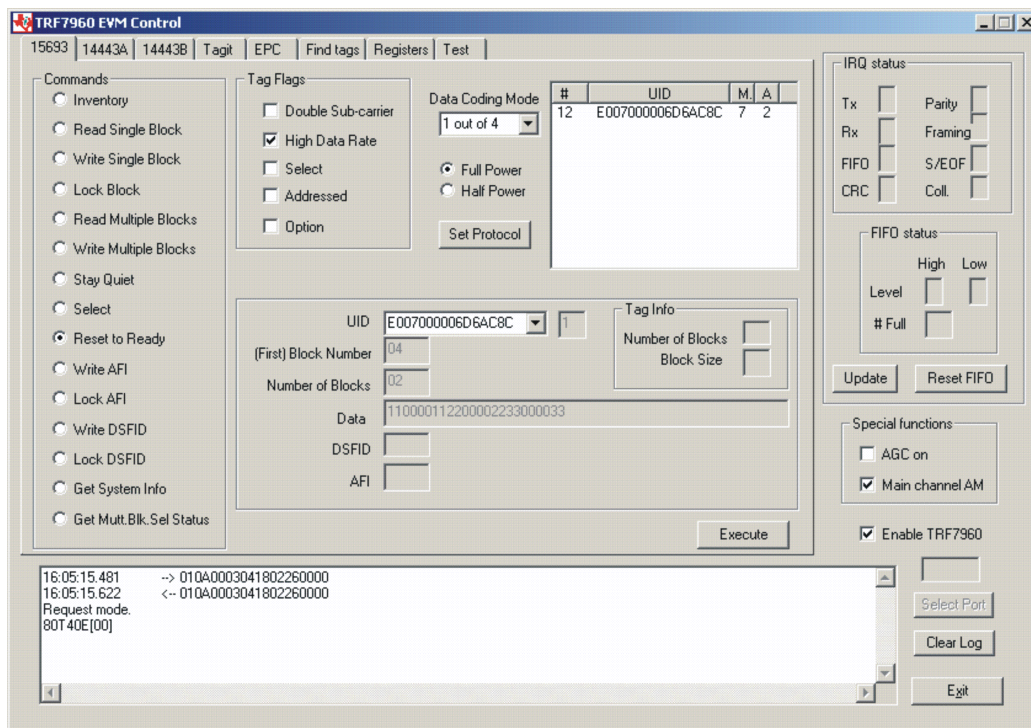 TRF7960 EVM Control
15693 14443A 14443B Tagit EPC Find tags Registers Test
Commands
Inventory
Read Single Block
Write Single Block
Lock Block
Read Multiple Blocks
Write Multiple Blocks
Stay Quiet
Select
Reset to Ready
Write AFI
Lock AFI
Write DSFID
Lock DSFID
Get System Info
Get Mutt.Blk.Sel Status
Tag Flags
Double Sub-carrier
High Data Rate
Select
Addressed
Option
Data Coding Mode
1 out of 4
Full Power
Half Power
Set Protocol
# UID M. A
12 E007000006D6AC8C 7 2
UID E007000006D6AC8C 1
(First) Block Number 04
Number of Blocks 02
Data 110000112200002233000033
DSFID
AFI
Tag Info
Number of Blocks
Block Size
Execute
IRQ status
Tx Parity
Rx Framing
FIFO S/EOF
CRC Coll.
FIFO status
High Low
Level
# Full
Update Reset FIFO
Special functions
AGC on
Main channel AM
Enable TRF7960
Select Port
Clear Log
Exit
16:05:15.481 --> 010A0003041802260000
16:05:15.622 <-- 010A0003041802260000
Request mode.
80T40E[00]